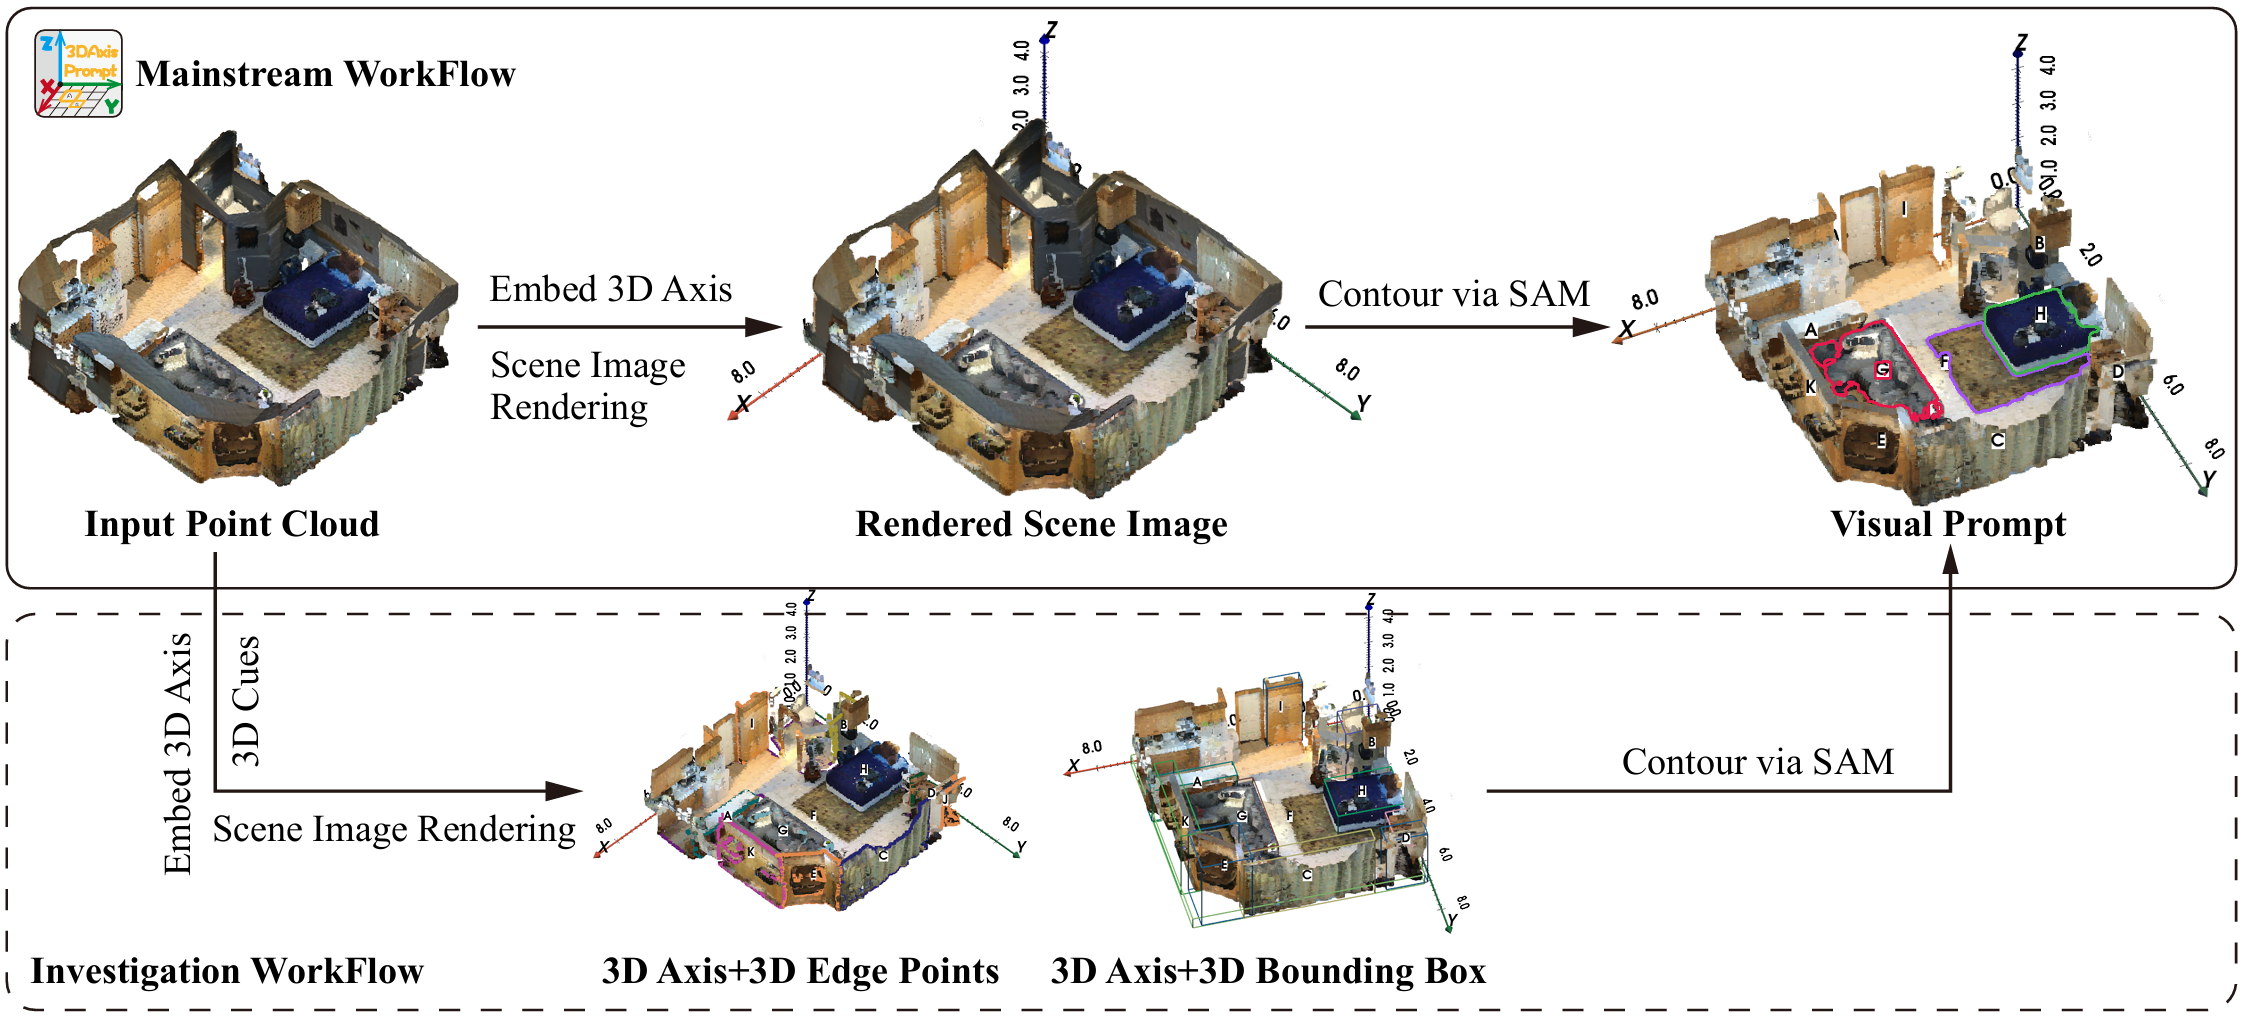 Z
3DAxis
Prompt
X
Y
Mainstream WorkFlow
Embed 3D Axis
Scene Image
Rendering
Z
4.0
3.0
2.0
8.0
X
8.0
Y
Contour via SAM
Z
4.0
3.0
2.0
1.0
0.0
8.0
X
2.0
6.0
8.0
Y
I
B
H
A
G
F
K
D
E
C
Input Point Cloud
Rendered Scene Image
Visual Prompt
Embed 3D Axis
3D Cues
Scene Image Rendering
Z
4.0
3.0
2.0
1.0
8.0
X
8.0
Y
I
B
H
D
J
A
G
F
K
E
C
Z
4.0
3.0
2.0
1.0
8.0
X
2.0
4.0
6.0
8.0
Y
I
B
A
H
K
G
F
D
E
C
Contour via SAM
Investigation WorkFlow
3D Axis+3D Edge Points
3D Axis+3D Bounding Box